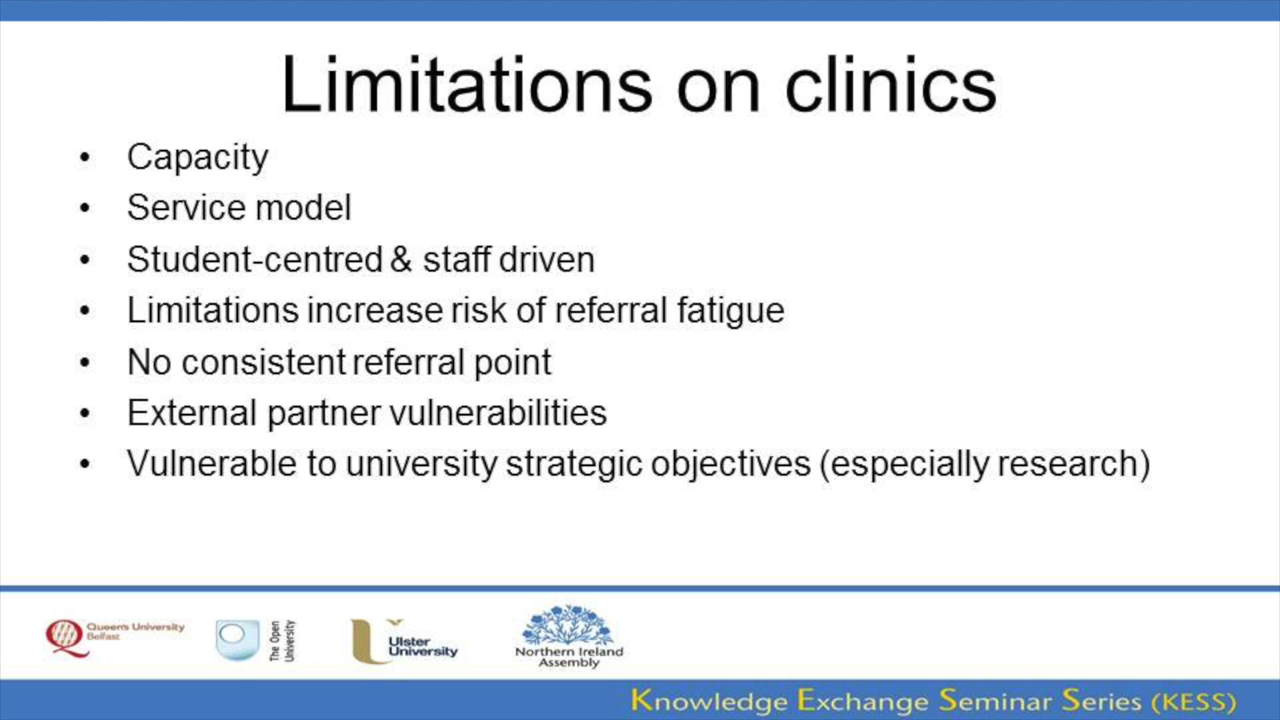 Limitations on clinics
• Capacity
• Service model
• Student-centred & staff driven
• Limitations increase risk of referral fatigue
• No consistent referral point
• External partner vulnerabilities
• Vulnerable to university strategic objectives (especially research)
Queen's University
Belfast
The Open
University
Ulster
University
Northern Ireland
Assembly
Knowledge Exchange Seminar Series (KESS)